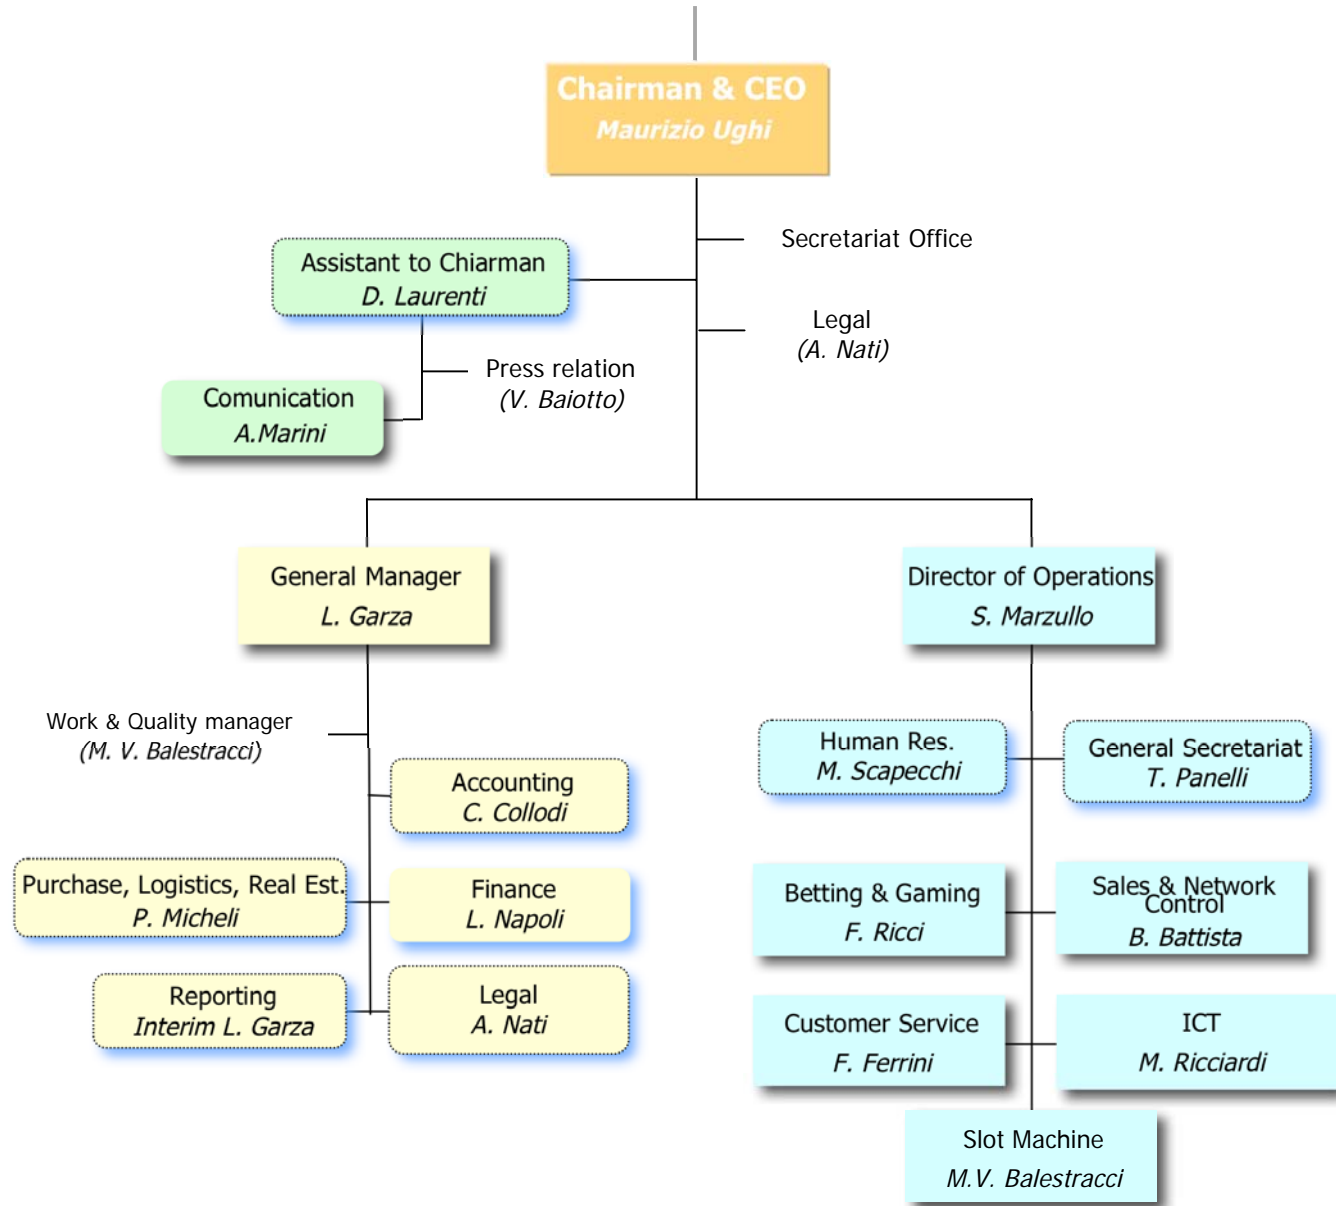 Chairman & CEO
Maurizio Ughi
Secretariat Office
Assistant to Chiarman
D. Laurenti
Legal
(A. Nati)
Press relation
(V. Baiotto)
Comunication
A.Marini
General Manager
L. Garza
Director of Operations
S. Marzullo
Work & Quality manager
(M. V. Balestracci)
Accounting
C. Collodi
Purchase, Logistics, Real Est.
P. Micheli
Finance
L. Napoli
Reporting
Interim L. Garza
Legal
A. Nati
Human Res.
M. Scapecchi
General Secretariat
T. Panelli
Betting & Gaming
F. Ricci
Sales & Network
Control
B. Battista
Customer Service
F. Ferrini
ICT
M. Ricciardi
Slot Machine
M.V. Balestracci